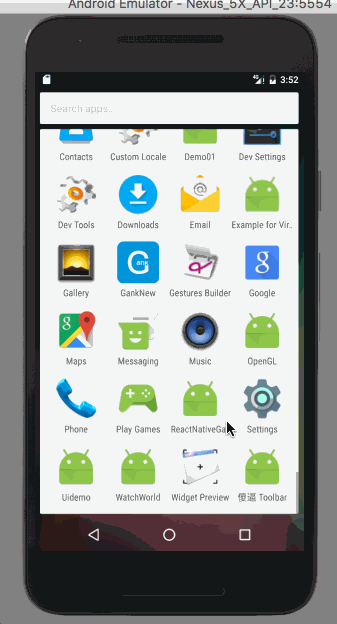 Android Emulator - Nexus_5X_API_23:5554
3:52
Search apps..
Contacts Custom Locale Demo01 Dev Settings
Dev Tools Downloads Email Example for Vir..
Gallery GankNew Gestures Builder Google
Maps Messaging Music OpenGL
Phone Play Games ReactNativeGa Settings
Uidemo WatchWorld Widget Preview 傻逼 Toolbar